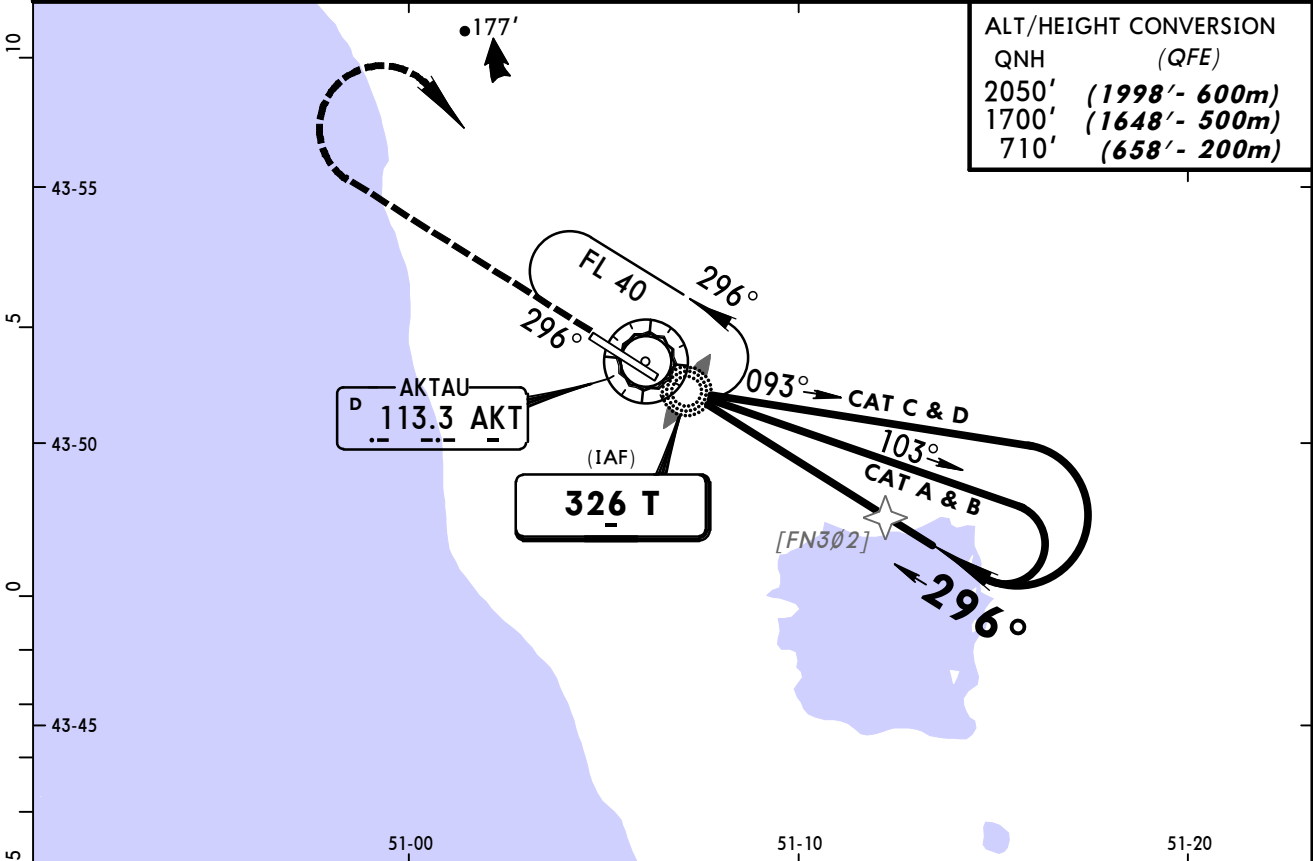 177'
ALT/HEIGHT CONVERSION
QNH (QFE)
2050' (1998'- 600m)
1700' (1648'- 500m)
710' (658'- 200m)
10
43-55
FL 40
296°
5
296°
AKTAU
D 113.3 AKT
093°
CAT C & D
43-50
103°
CAT A & B
(IAF)
326 T
[FN3Ø2]
0
296°
43-45
5
51-00
51-10
51-20